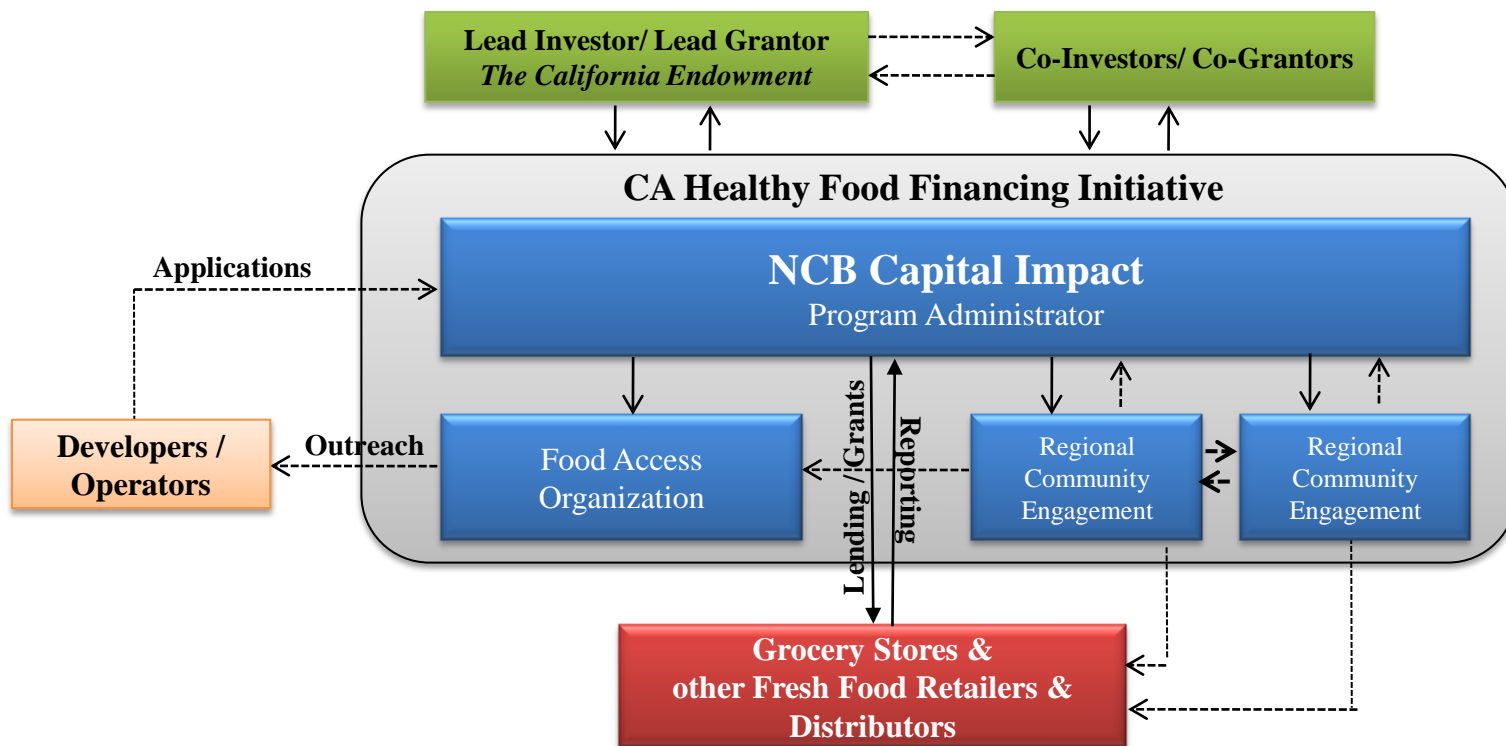 Lead Investor/ Lead Grantor
The California Endowment
Co-Investors/ Co-Grantors
CA Healthy Food Financing Initiative
NCB Capital Impact
Program Administrator
Applications
Developers /
Operators
Outreach
Food Access
Organization
Lending /Grants
Reporting
Regional
Community
Engagement
Regional
Community
Engagement
Grocery Stores &
other Fresh Food Retailers &
Distributors